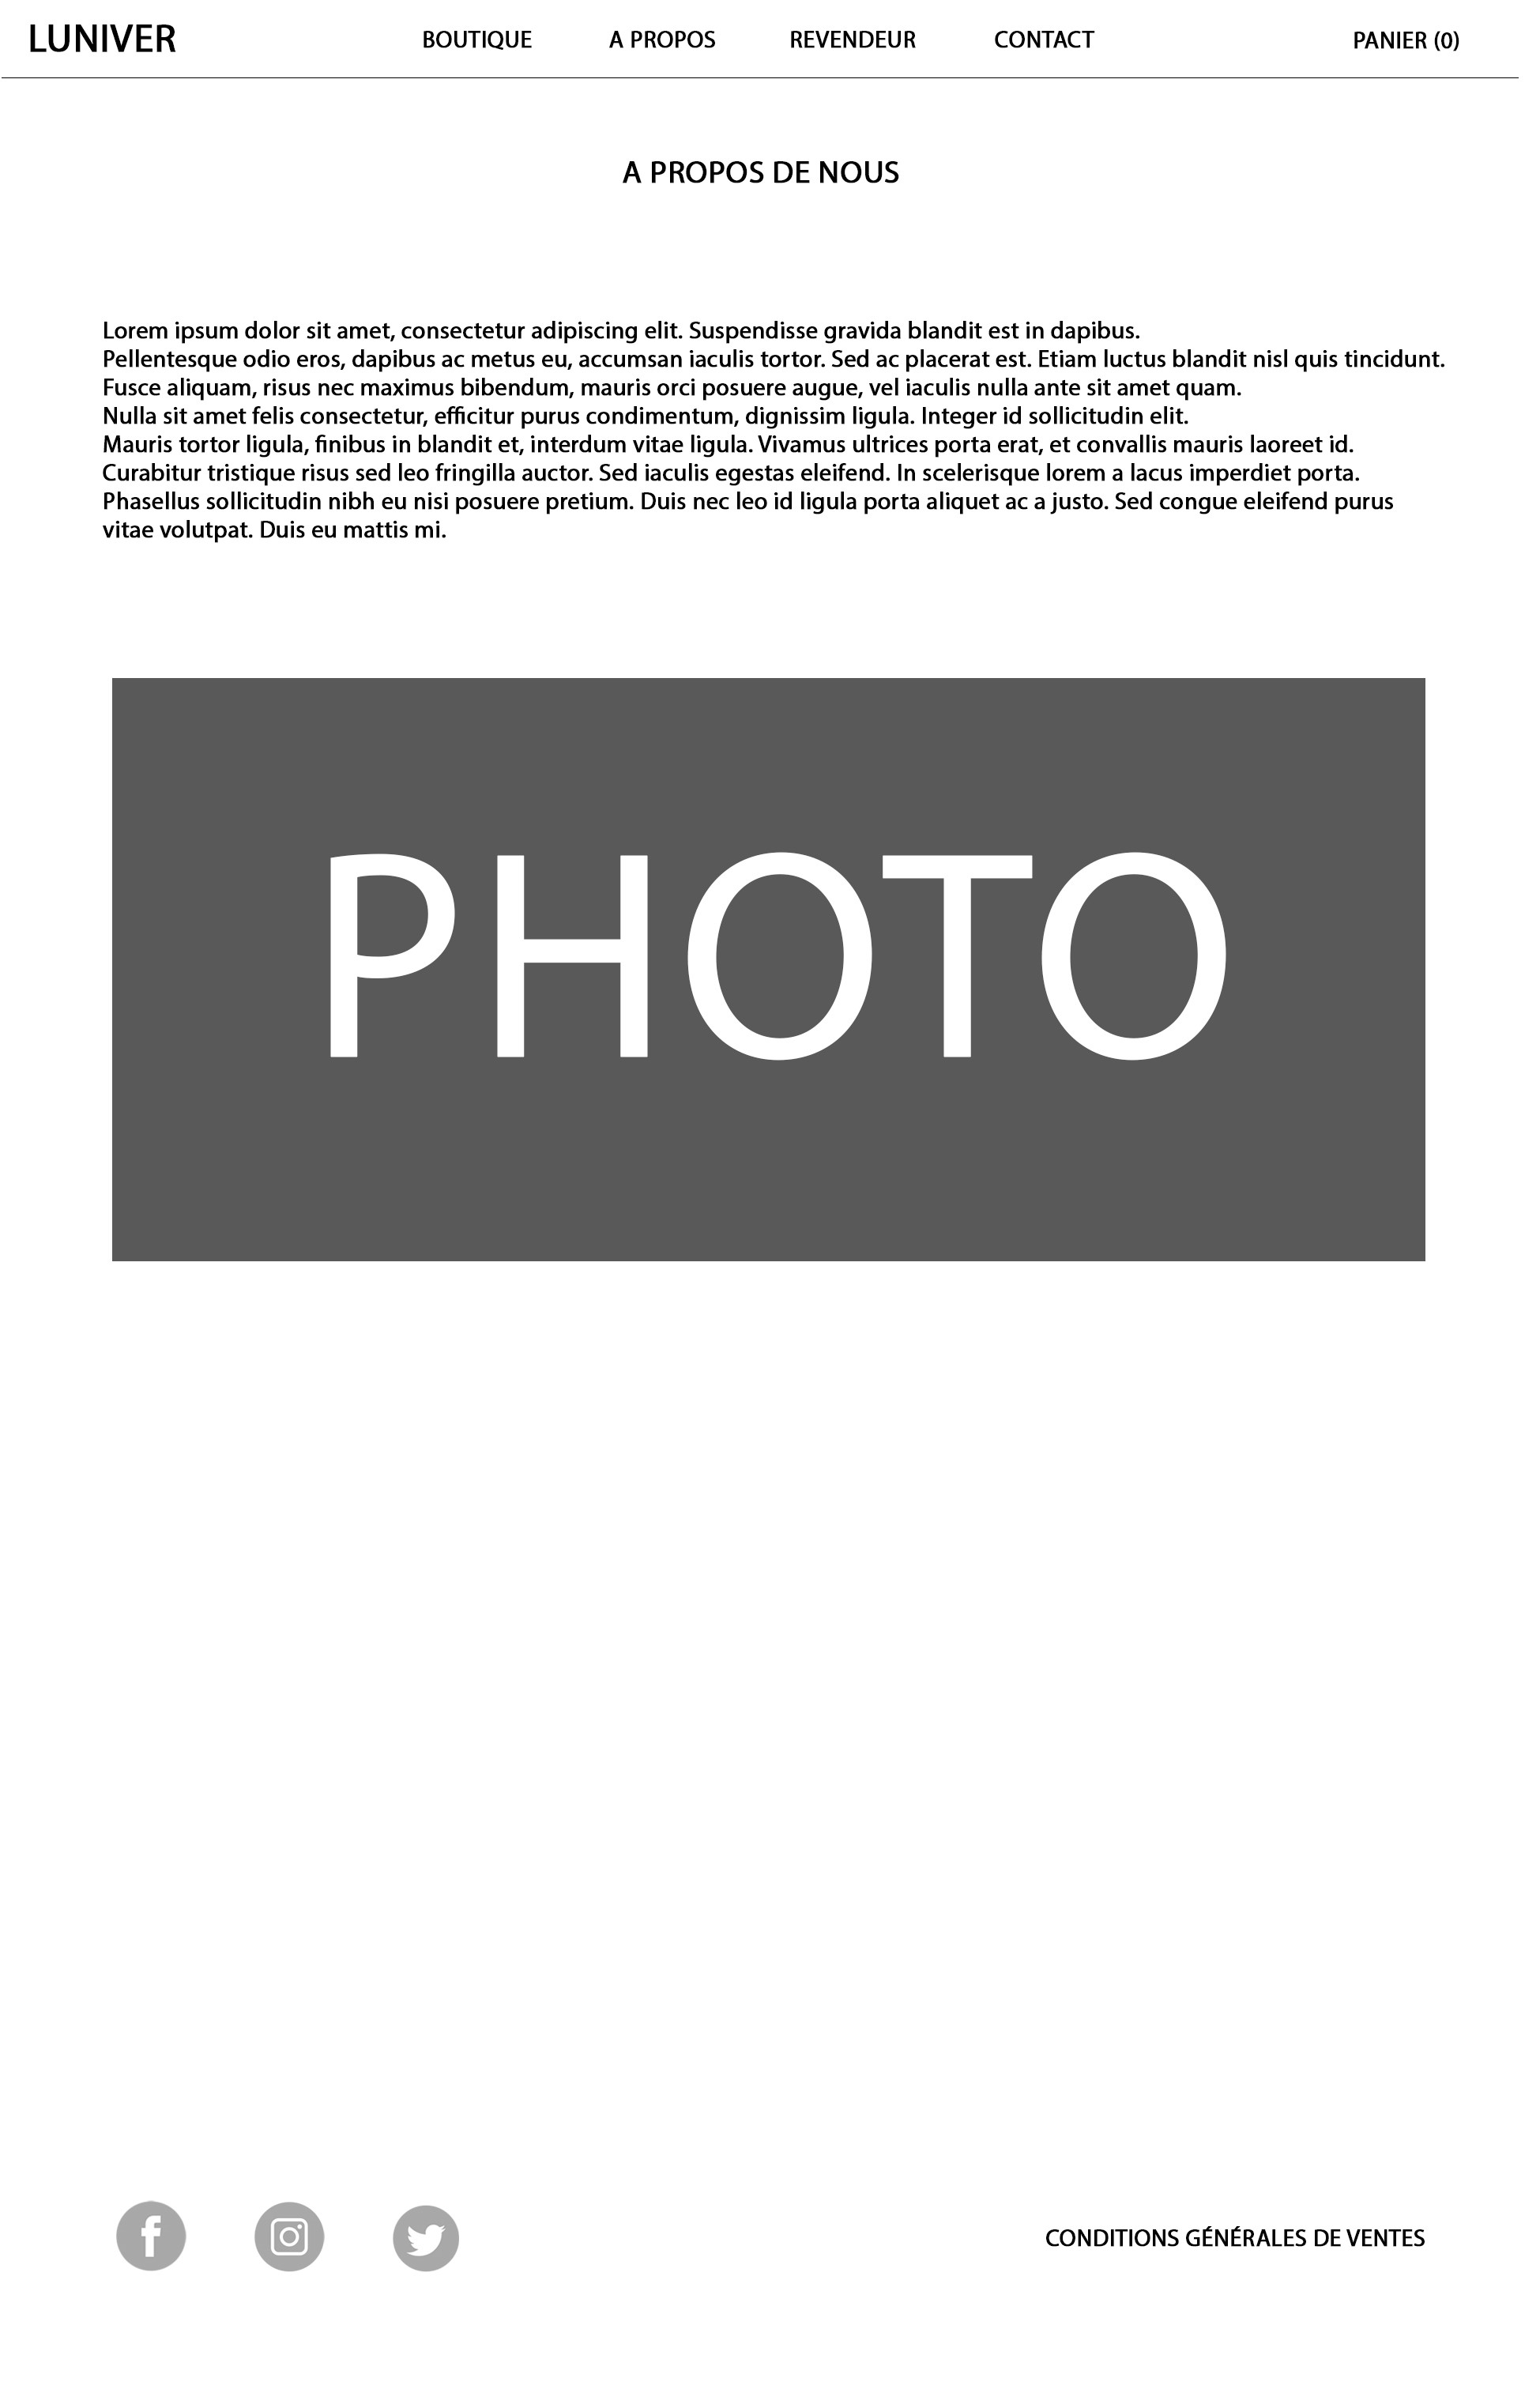 LUNIVER
BOUTIQUE
A PROPOS
REVENDEUR
CONTACT
PANIER (0)
A PROPOS DE NOUS
Lorem ipsum dolor sit amet, consectetur adipiscing elit. Suspendisse gravida blandit est in dapibus.
Pellentesque odio eros, dapibus ac metus eu, accumsan iaculis tortor. Sed ac placerat est. Etiam luctus blandit nisl quis tincidunt.
Fusce aliquam, risus nec maximus bibendum, mauris orci posuere augue, vel iaculis nulla ante sit amet quam.
Nulla sit amet felis consectetur, efficitur purus condimentum, dignissim ligula. Integer id sollicitudin elit.
Mauris tortor ligula, finibus in blandit et, interdum vitae ligula. Vivamus ultrices porta erat, et convallis mauris laoreet id.
Curabitur tristique risus sed leo fringilla auctor. Sed iaculis egestas eleifend. In scelerisque lorem a lacus imperdiet porta.
Phasellus sollicitudin nibh eu nisi posuere pretium. Duis nec leo id ligula porta aliquet ac a justo. Sed congue eleifend purus
vitae volutpat. Duis eu mattis mi.
PHOTO
CONDITIONS GÉNÉRALES DE VENTES